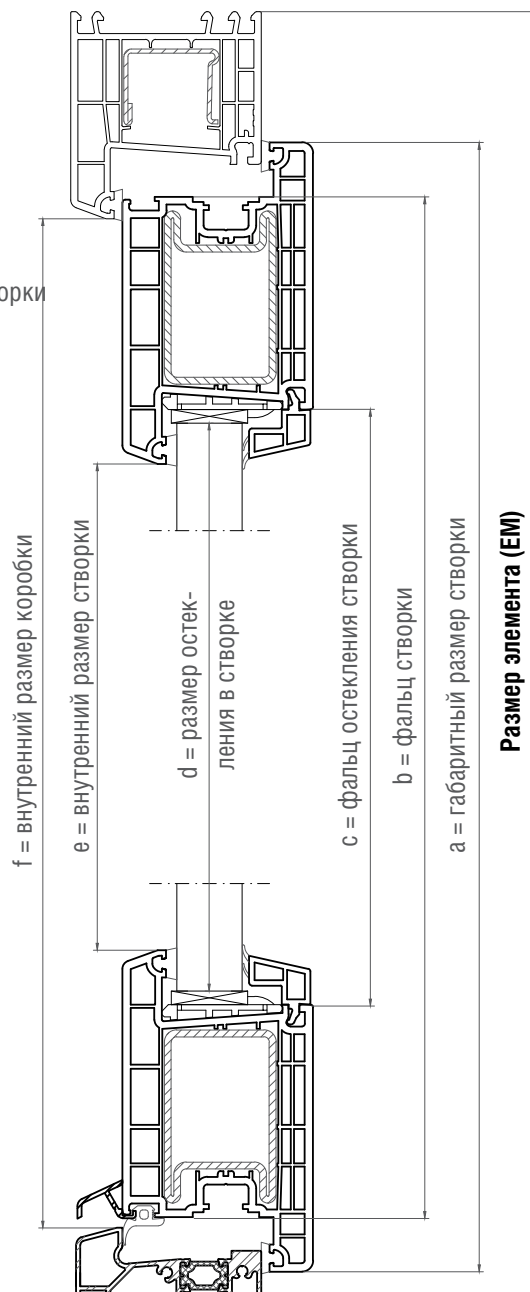 орки
f = внутренний размер коробки
e = внутренний размер створки
d = размер остек-
ления в створке
c = фальц остекления створки
b = фальц створки
a = габаритный размер створки
Размер элемента (EM)